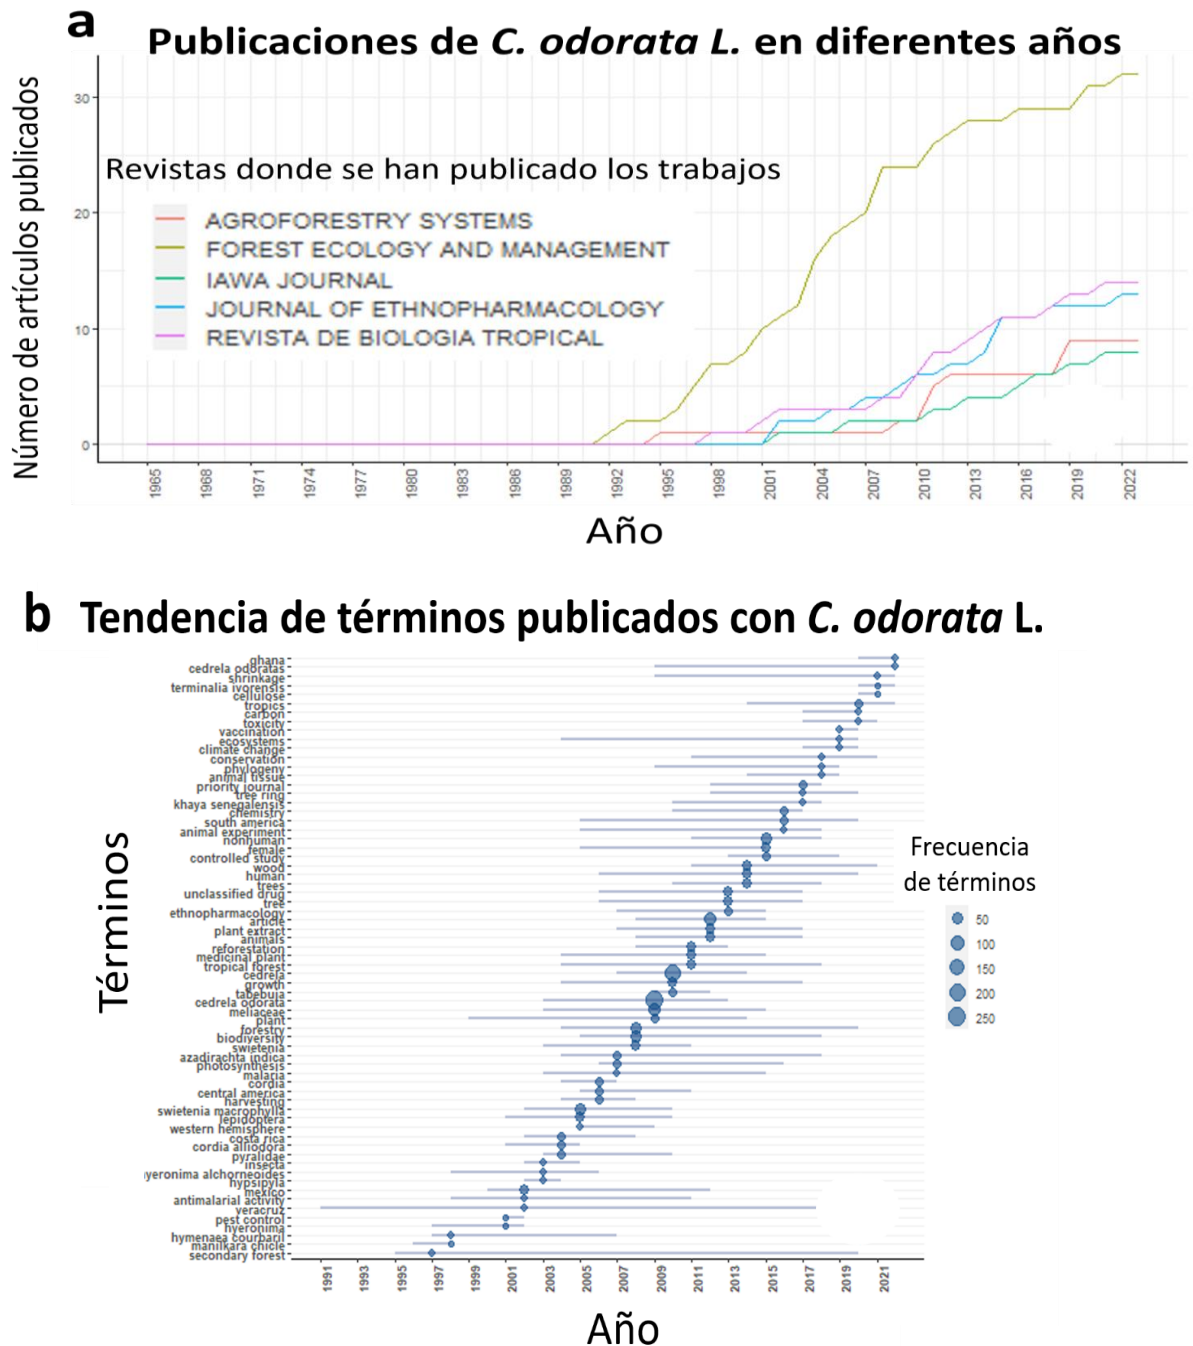 a
Publicaciones de C. odorata L. en diferentes años
Número de artículos publicados
30
20
10
0
Revistas donde se han publicado los trabajos
AGROFORESTRY SYSTEMS
FOREST ECOLOGY AND MANAGEMENT
IAWA JOURNAL
JOURNAL OF ETHNOPHARMACOLOGY
REVISTA DE BIOLOGIA TROPICAL
1965 1968 1971 1974 1977 1980 1983 1986 1989 1992 1995 1998 2001 2004 2007 2010 2013 2016 2019 2022
Año
b Tendencia de términos publicados con C. odorata L.
Términos
ghana
cedrela odoratas
shrinkage
terminalia ivorensis
cellulose
tropics
carbon
toxicity
vaccination
ecosystems
climate change
conservation
phylogeny
animal tissue
priority journal
tree ring
khaya senegalensis
chemistry
south america
animal experiment
nonhuman
female
controlled study
wood
human
trees
unclassified drug
tree
ethnopharmacology
article
plant extract
animals
reforestation
medicinal plant
tropical forest
cedrela
growth
tabebuia
cedrela odorata
meliaceae
plant
forestry
biodiversity
swietenia
azadirachta indica
photosynthesis
malaria
cordia
central america
harvesting
swietenia macrophylla
lepidoptera
western hemisphere
costa rica
cordia alliodora
pyralidae
insecta
yeronima alchorneoides
hypsipyla
mexico
antimalarial activity
veracruz
pest control
hyeronima
hymenaea courbaril
manilkara chicle
secondary forest
Frecuencia
de términos
50
100
150
200
250
1991 1993 1995 1997 1999 2001 2003 2005 2007 2009 2011 2013 2015 2017 2019 2021
Año